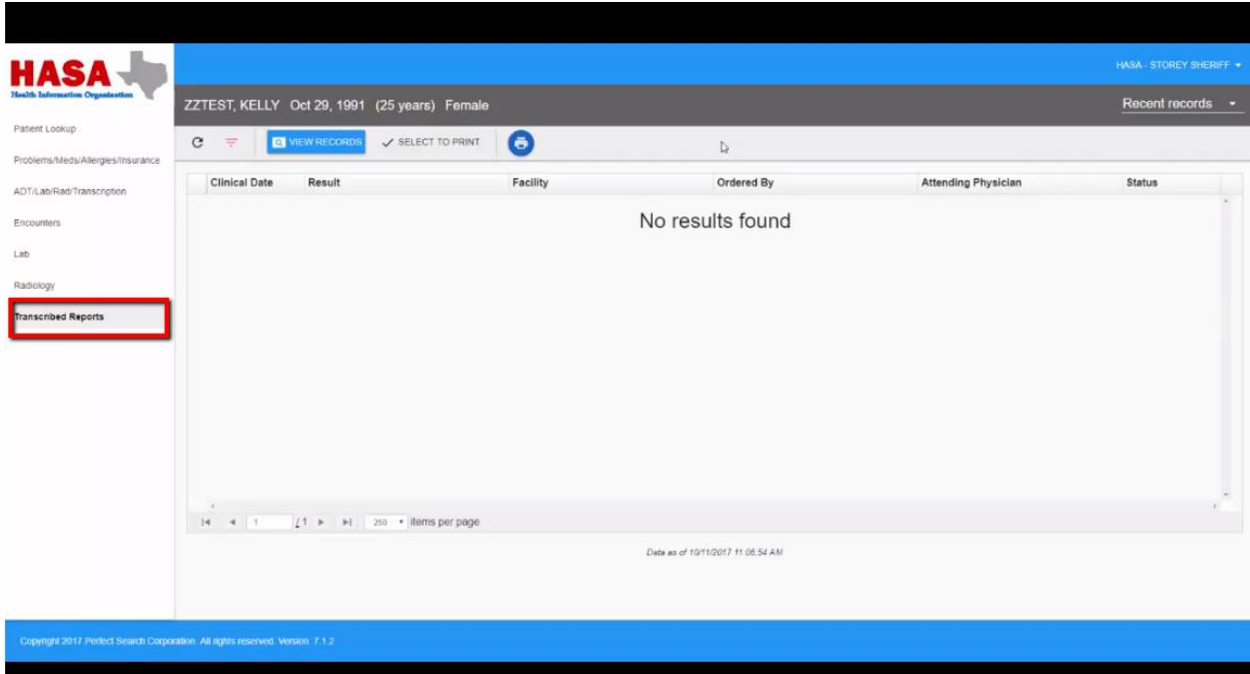 HASA
Health Information Organization
HASA - STOREY SHERIFF
ZZTEST, KELLY Oct 29, 1991 (25 years) Female
Recent records
Patient Lookup
Problems/Meds/Allergies/Insurance
ADT/Lab/Rad/Transcription
Encounters
Lab
Radiology
Transcribed Reports
VIEW RECORDS SELECT TO PRINT
Clinical Date Result Facility Ordered By Attending Physician Status
No results found
1 / 1 250 items per page
Data as of 10/11/2017 11:06:54 AM
Copyright 2017 Perfect Search Corporation. All rights reserved. Version: 7.1.2